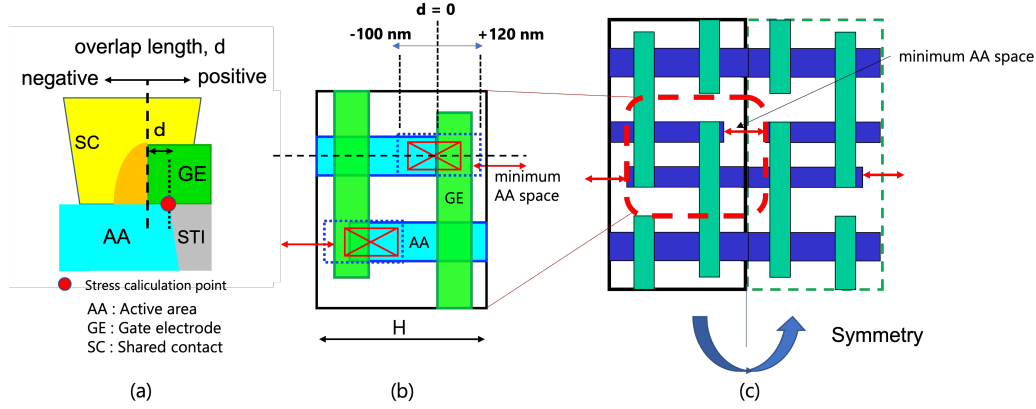 overlap length, d
negative
positive
SC
d
GE
AA
STI
Stress caliculation point
AA : Active area
GE : Gate electrode
SC : Shared contact
(a)
d = 0
-100 nm
+120 nm
minimum
AA space
GE
AA
H
(b)
minimum AA space
Symmetry
(c)